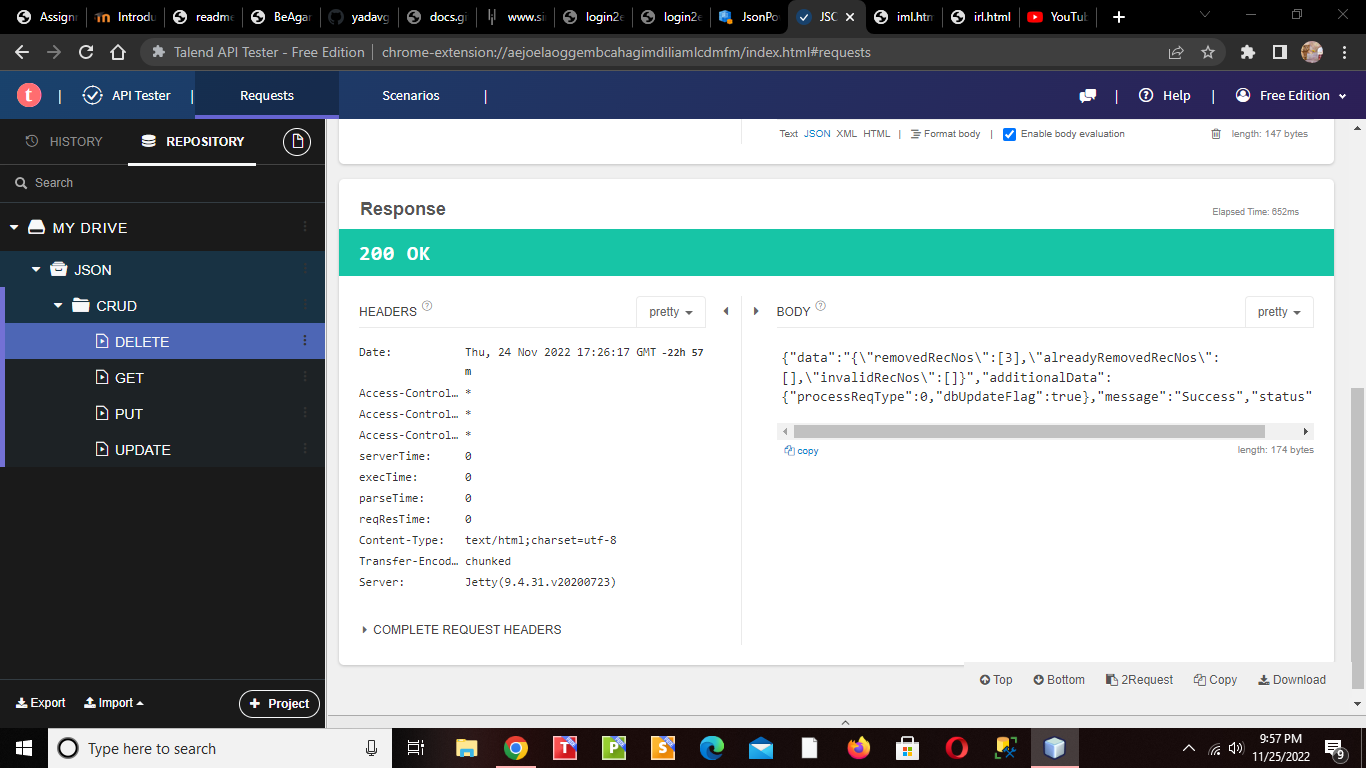 Assignr
Introdu
readme
BeAgar
yadavg
docs.gi
www.si
login2e
login2e
JsonPo
JSO
iml.htm
irl.html
YouTub
Talend API Tester - Free Edition | chrome-extension://aejoelaoggembcahagimdiliamlcdmfm/index.html#requests
t | API Tester | Requests Scenarios |
| Help | Free Edition
HISTORY REPOSITORY
Search
MY DRIVE
JSON
CRUD
DELETE
GET
PUT
UPDATE
Export Import + Project
Text JSON XML HTML | Format body | Enable body evaluation length: 147 bytes
Response
Elapsed Time: 652ms
200 OK
HEADERS ? pretty
Date: Thu, 24 Nov 2022 17:26:17 GMT -22h 57
m
Access-Control… *
Access-Control… *
Access-Control… *
serverTime: 0
execTime: 0
parseTime: 0
reqResTime: 0
Content-Type: text/html;charset=utf-8
Transfer-Encod… chunked
Server: Jetty(9.4.31.v20200723)
COMPLETE REQUEST HEADERS
BODY ? pretty
{"data":"{\"removedRecNos\":[3],\"alreadyRemovedRecNos\":
[],\"invalidRecNos\":[]}","additionalData":
{"processReqType":0,"dbUpdateFlag":true},"message":"Success","status"
copy length: 174 bytes
Top Bottom 2Request Copy Download
Type here to search
T P S
9:57 PM
11/25/2022
9